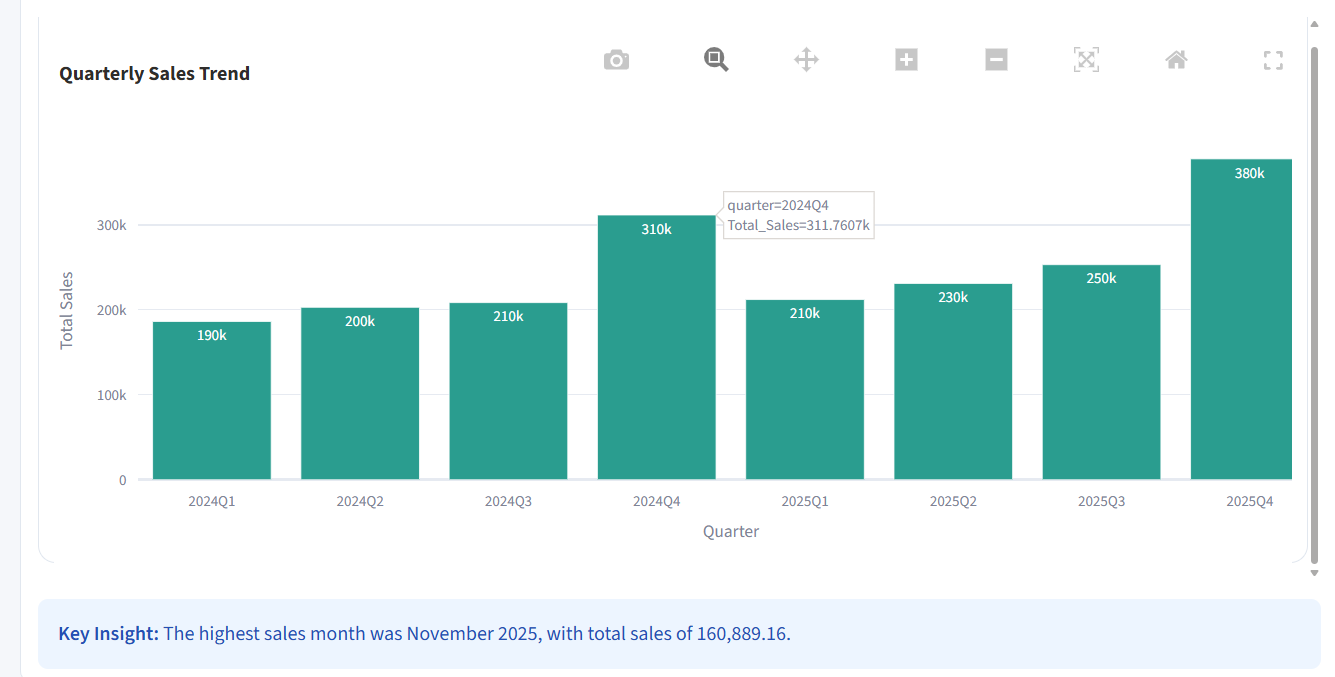 Quarterly Sales Trend
380k
quarter=2024Q4
Total_Sales=311.7607k
300k
310k
250k
230k
200k
190k
200k
210k
210k
Total Sales
100k
0
2024Q1
2024Q2
2024Q3
2024Q4
2025Q1
2025Q2
2025Q3
2025Q4
Quarter
Key Insight: The highest sales month was November 2025, with total sales of 160,889.16.